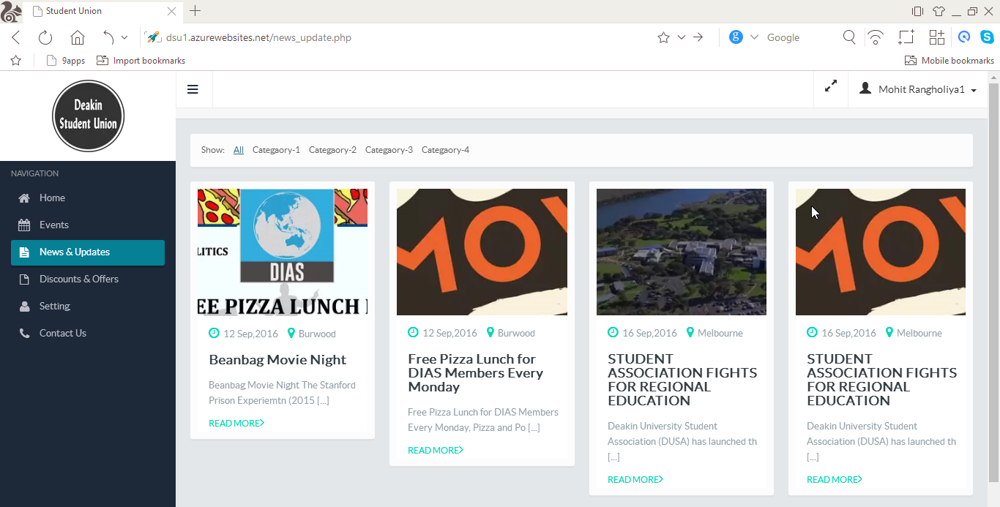 Student Union
dsu1.azurewebsites.net/news_update.php
Google
9apps
Import bookmarks
Mobile bookmarks
Deakin
Student Union
Mohit Rangholiya1
NAVIGATION
Home
Events
News & Updates
Discounts & Offers
Setting
Contact Us
Show: All Categaory-1 Categaory-2 Categaory-3 Categaory-4
LITICS
DIAS
EE PIZZA LUNCH
12 Sep,2016 Burwood
Beanbag Movie Night
Beanbag Movie Night The Stanford
Prison Experiemtn (2015 [...]
READ MORE
MOV
12 Sep,2016 Burwood
Free Pizza Lunch for
DIAS Members Every
Monday
Free Pizza Lunch for DIAS Members
Every Monday, Pizza and Po [...]
READ MORE
16 Sep,2016 Melbourne
STUDENT
ASSOCIATION FIGHTS
FOR REGIONAL
EDUCATION
Deakin University Student
Association (DUSA) has launched th
[...]
READ MORE
MOV
16 Sep,2016 Melbourne
STUDENT
ASSOCIATION FIGHTS
FOR REGIONAL
EDUCATION
Deakin University Student
Association (DUSA) has launched th
[...]
READ MORE